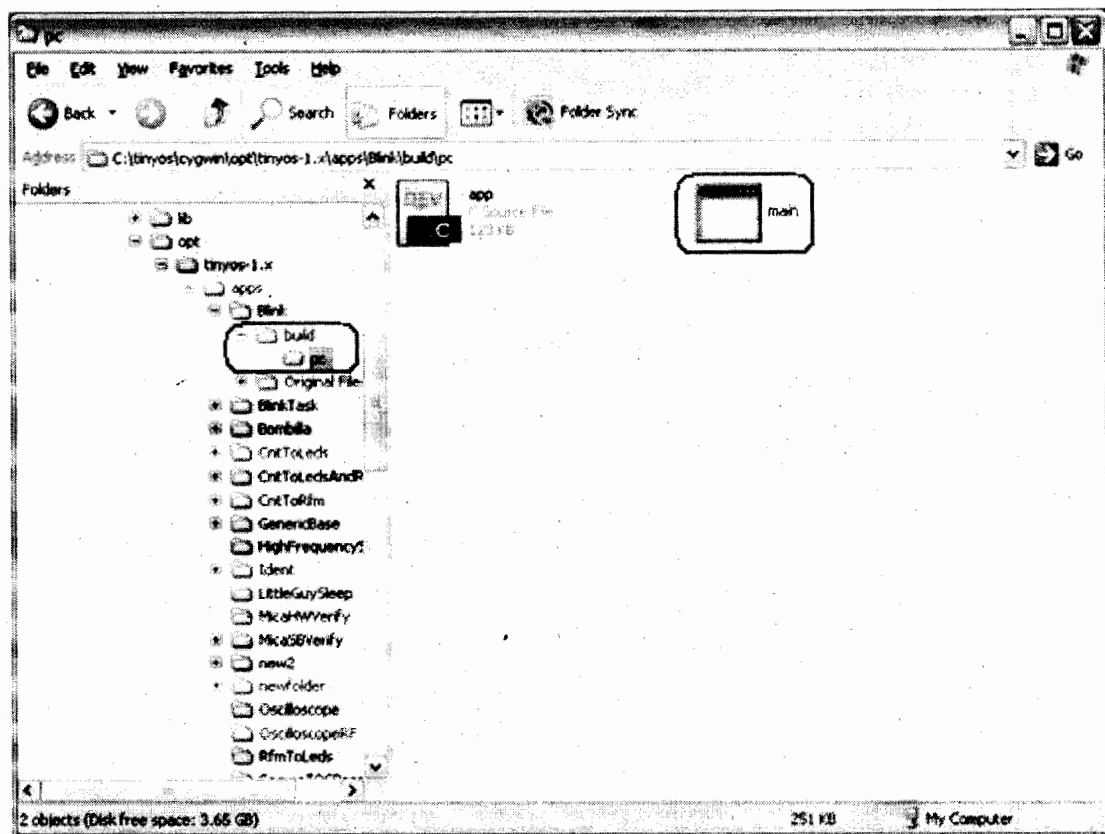 pc
File Edit View Favorites Tools Help
Back Search Folders Folder Sync
Address C:\tinyos\cygwin\opt\tinyos-1.x\apps\Blink\build\pc Go
Folders x
lib
opt
tinyos-1.x
apps
Blink
build
pc
Original File
BlinkTask
Bombilla
CntToLeds
CntToLedsAndR
CntToRfm
GenericBase
HighFrequencyS
Ident
LittleGuySleep
MicaHWVerify
MicaSBVerify
new2
newfolder
Oscilloscope
OscilloscopeRF
RfmToLeds
app
C Source File
123 KB
C
main
2 objects (Disk free space: 3.65 GB) 251 KB My Computer